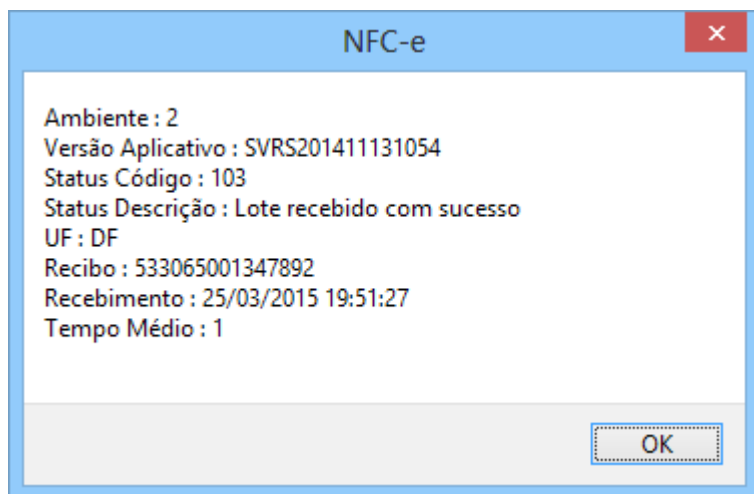 NFC-e
Ambiente : 2
Versão Aplicativo : SVRS201411131054
Status Código : 103
Status Descrição : Lote recebido com sucesso
UF : DF
Recibo : 533065001347892
Recebimento : 25/03/2015 19:51:27
Tempo Médio : 1
OK